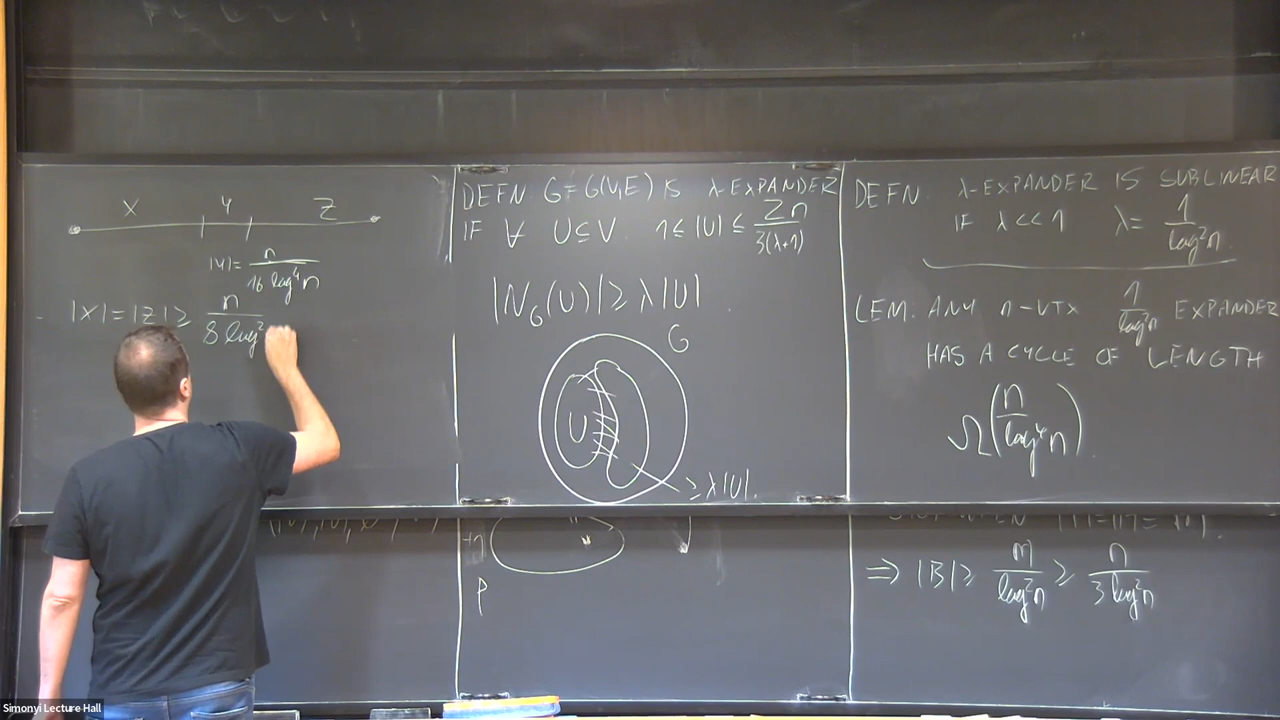 X Y Z
|Y| = n / 16 log⁴n
|X| = |Z| ≥ n / 8 log²
DEFN G = G(V,E) IS λ-EXPANDER
IF ∀ U ⊆ V 1 ≤ |U| ≤ 2n / 3(λ+1)
|N_G(U)| ≥ λ|U|
G
U
≥ λ|U|.
DEFN. λ-EXPANDER IS SUBLINEAR
IF λ << 1 λ = 1 / log²n
LEM. ANY n-VTX 1 / log²n EXPANDER
HAS A CYCLE OF LENGTH
Ω(n / log⁴n).
P
⇒ |B| ≥ |M| / log²n ≥ n / 3 log²n
Simonyi Lecture Hall